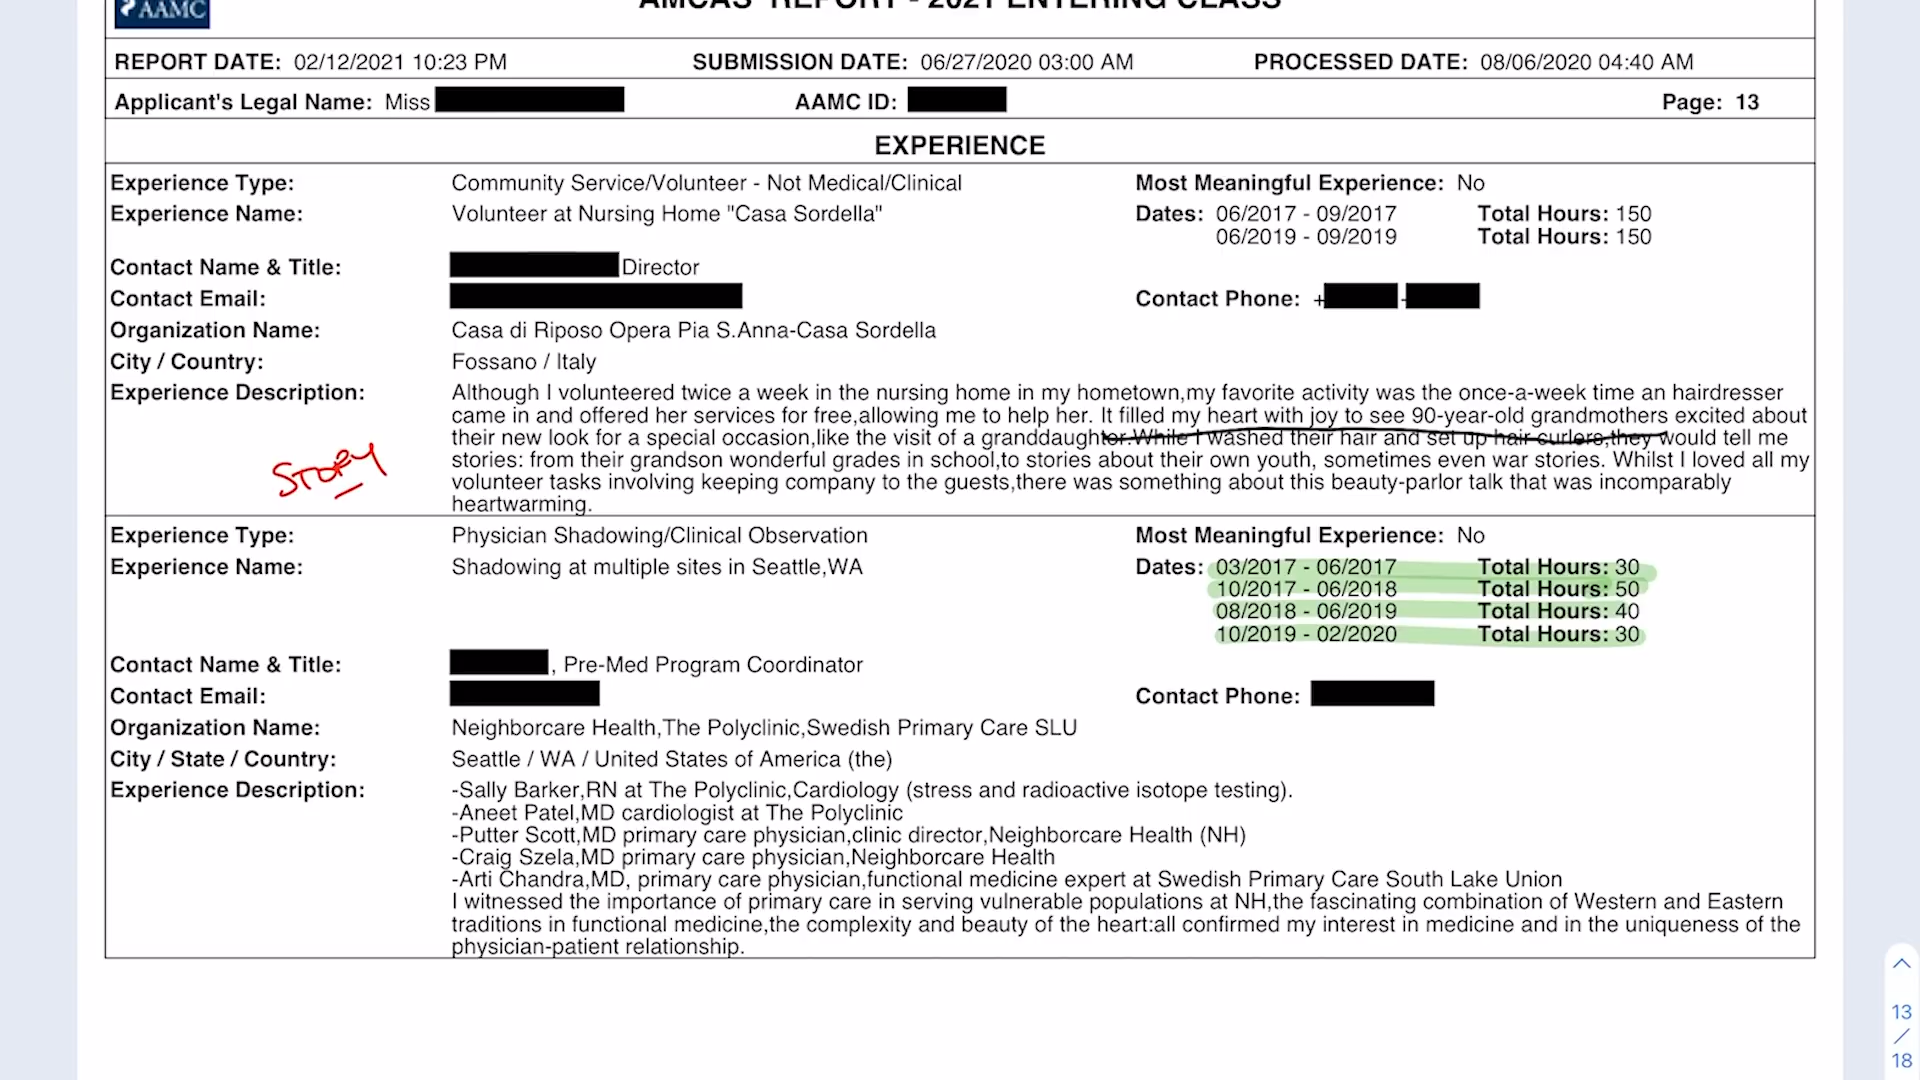 AAMC
AMCAS® REPORT - 2021 ENTERING CLASS
REPORT DATE: 02/12/2021 10:23 PM SUBMISSION DATE: 06/27/2020 03:00 AM PROCESSED DATE: 08/06/2020 04:40 AM
Applicant's Legal Name: Miss AAMC ID: Page: 13
EXPERIENCE
Experience Type: Community Service/Volunteer - Not Medical/Clinical Most Meaningful Experience: No
Experience Name: Volunteer at Nursing Home "Casa Sordella" Dates: 06/2017 - 09/2017 Total Hours: 150
06/2019 - 09/2019 Total Hours: 150
Contact Name & Title: Director
Contact Email: Contact Phone: + -
Organization Name: Casa di Riposo Opera Pia S.Anna-Casa Sordella
City / Country: Fossano / Italy
Experience Description: Although I volunteered twice a week in the nursing home in my hometown,my favorite activity was the once-a-week time an hairdresser
came in and offered her services for free,allowing me to help her. It filled my heart with joy to see 90-year-old grandmothers excited about
their new look for a special occasion,like the visit of a granddaughter.While I washed their hair and set up hair curlers,they would tell me
STORY
stories: from their grandson wonderful grades in school,to stories about their own youth, sometimes even war stories. Whilst I loved all my
volunteer tasks involving keeping company to the guests,there was something about this beauty-parlor talk that was incomparably
heartwarming.
Experience Type: Physician Shadowing/Clinical Observation Most Meaningful Experience: No
Experience Name: Shadowing at multiple sites in Seattle,WA Dates: 03/2017 - 06/2017 Total Hours: 30
10/2017 - 06/2018 Total Hours: 50
08/2018 - 06/2019 Total Hours: 40
10/2019 - 02/2020 Total Hours: 30
Contact Name & Title: , Pre-Med Program Coordinator
Contact Email: Contact Phone:
Organization Name: Neighborcare Health,The Polyclinic,Swedish Primary Care SLU
City / State / Country: Seattle / WA / United States of America (the)
Experience Description: -Sally Barker,RN at The Polyclinic,Cardiology (stress and radioactive isotope testing).
-Aneet Patel,MD cardiologist at The Polyclinic
-Putter Scott,MD primary care physician,clinic director,Neighborcare Health (NH)
-Craig Szela,MD primary care physician,Neighborcare Health
-Arti Chandra,MD, primary care physician,functional medicine expert at Swedish Primary Care South Lake Union
I witnessed the importance of primary care in serving vulnerable populations at NH,the fascinating combination of Western and Eastern
traditions in functional medicine,the complexity and beauty of the heart:all confirmed my interest in medicine and in the uniqueness of the
physician-patient relationship.
13
/
18